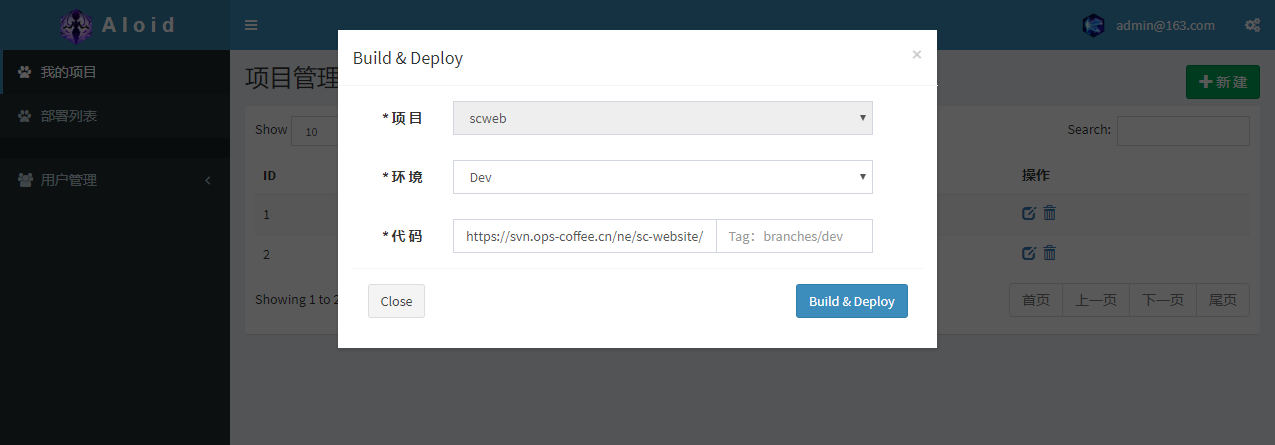 Aloid
admin@163.com
我的项目
部署列表
用户管理
项目管理
新建
Show 10
Search:
ID
操作
1
2
Showing 1 to 2
首页 上一页 下一页 尾页
Build & Deploy
×
* 项 目 scweb
* 环 境 Dev
* 代 码 https://svn.ops-coffee.cn/ne/sc-website/ Tag：branches/dev
Close Build & Deploy